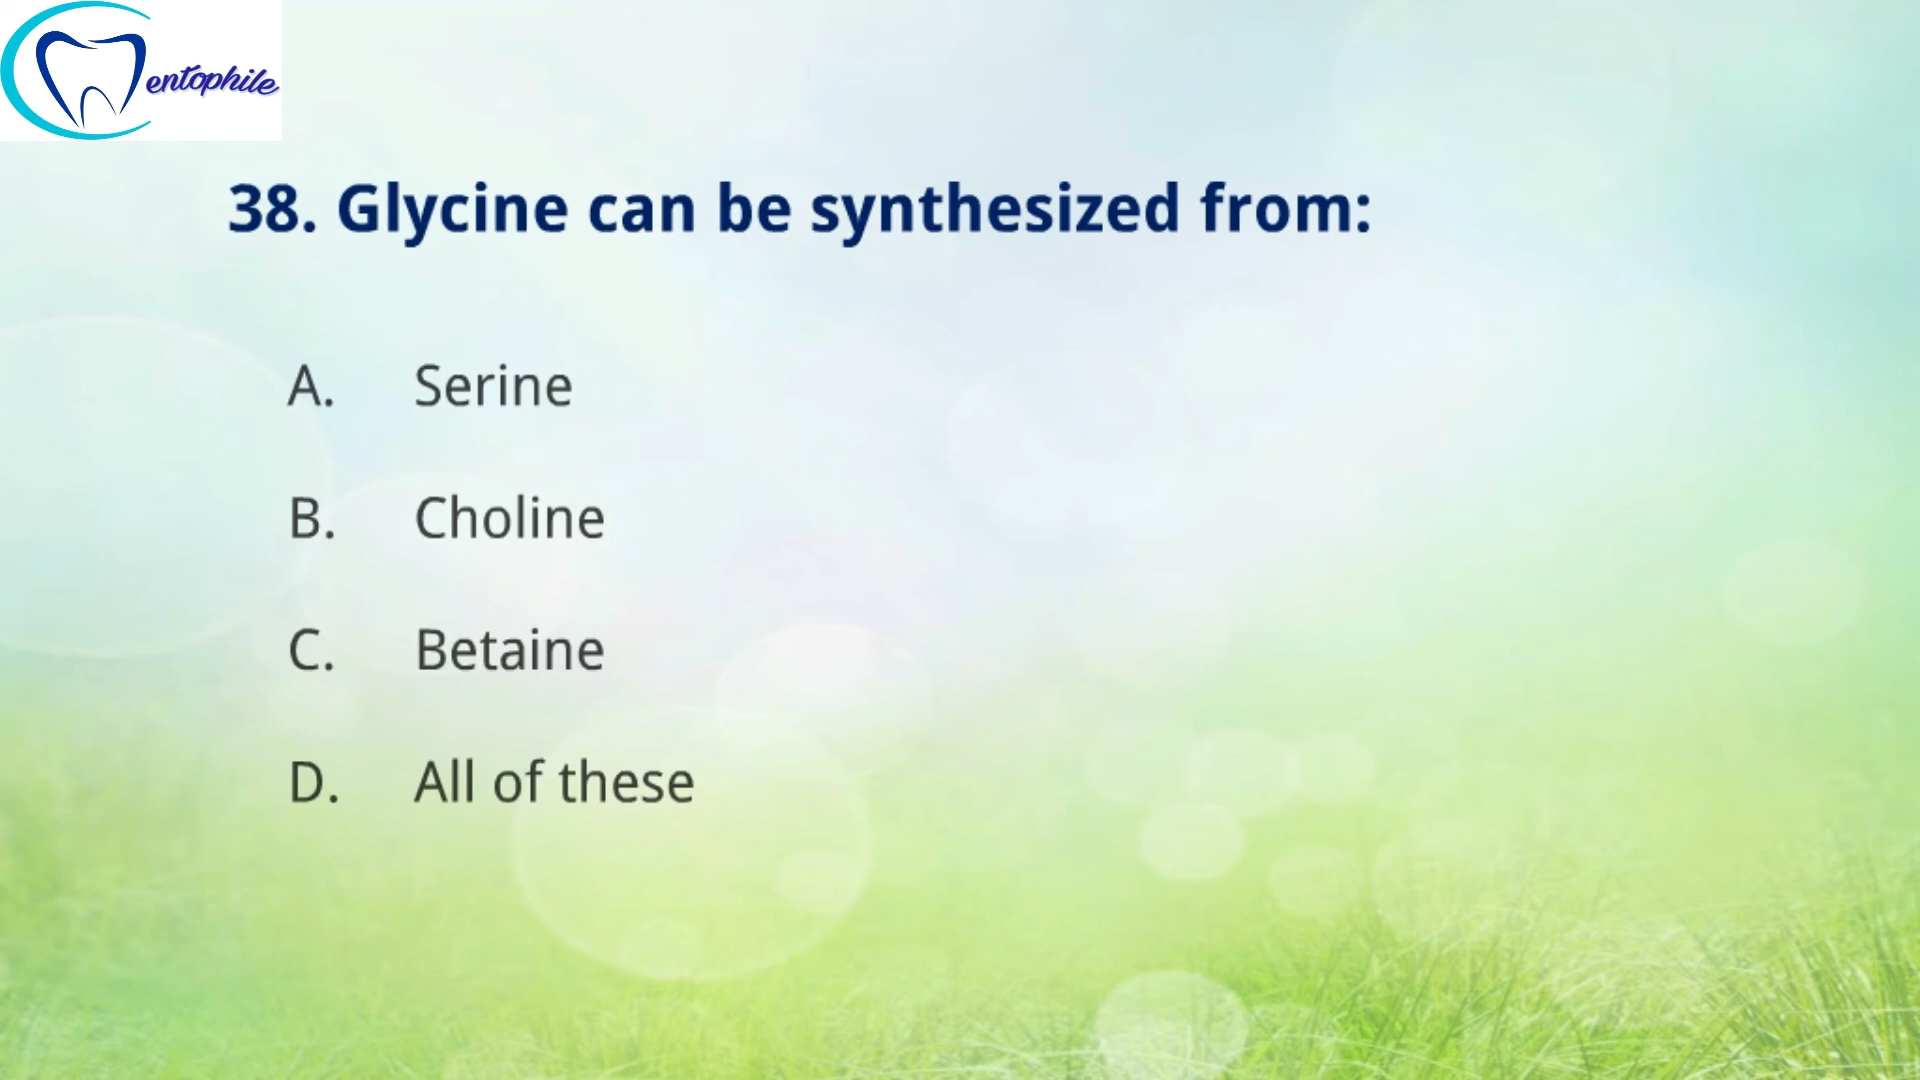 entophile
38. Glycine can be synthesized from:
A. Serine
B. Choline
C. Betaine
D. All of these